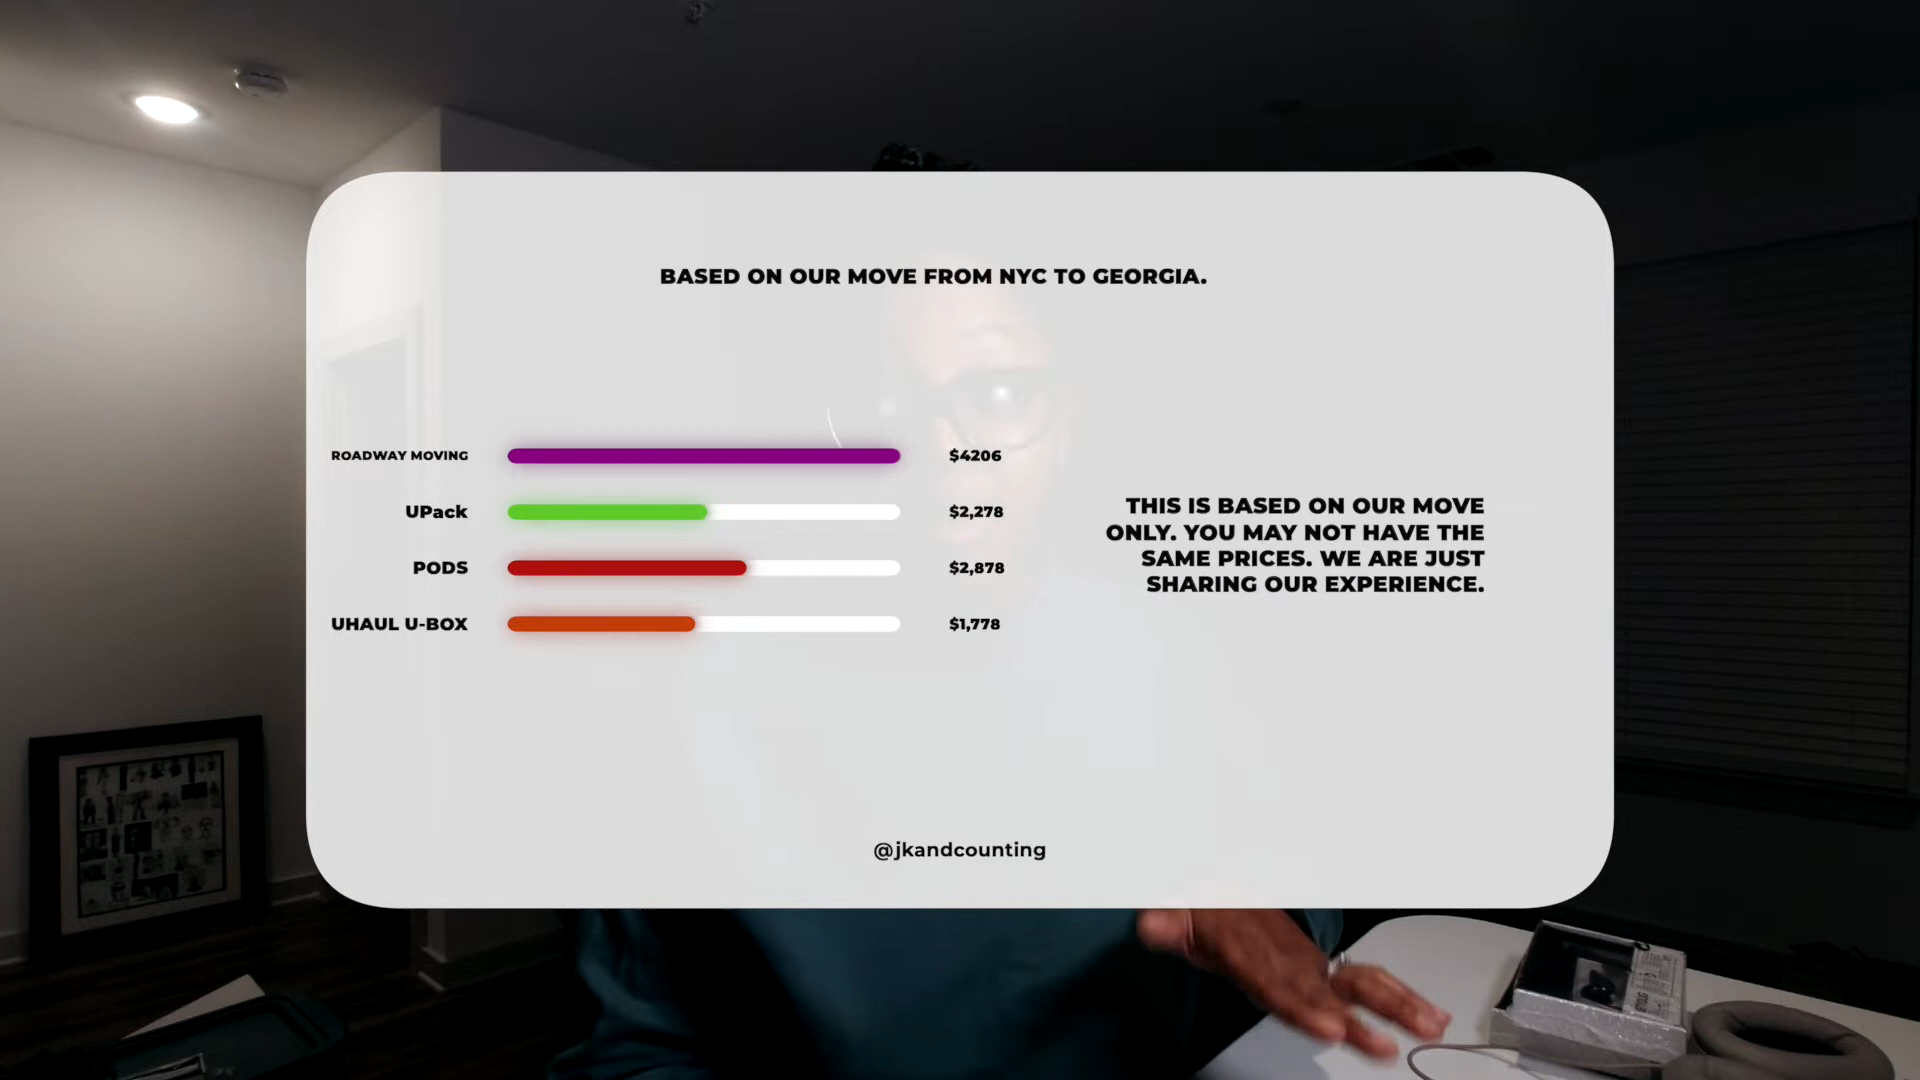 BASED ON OUR MOVE FROM NYC TO GEORGIA.
ROADWAY MOVING $4206
UPack $2,278
PODS $2,878
UHAUL U-BOX $1,778
THIS IS BASED ON OUR MOVE
ONLY. YOU MAY NOT HAVE THE
SAME PRICES. WE ARE JUST
SHARING OUR EXPERIENCE.
@jkandcounting